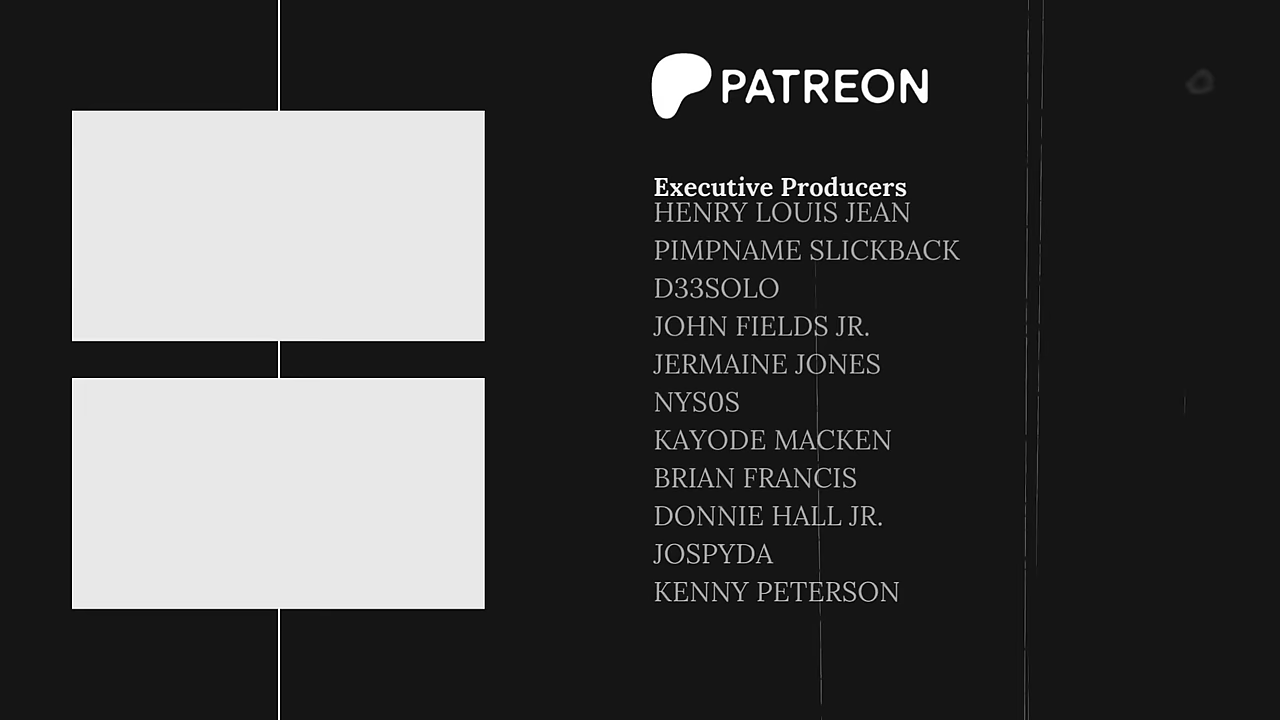 PATREON
Executive Producers
HENRY LOUIS JEAN
PIMPNAME SLICKBACK
D33SOLO
JOHN FIELDS JR.
JERMAINE JONES
NYS0S
KAYODE MACKEN
BRIAN FRANCIS
DONNIE HALL JR.
JOSPYDA
KENNY PETERSON